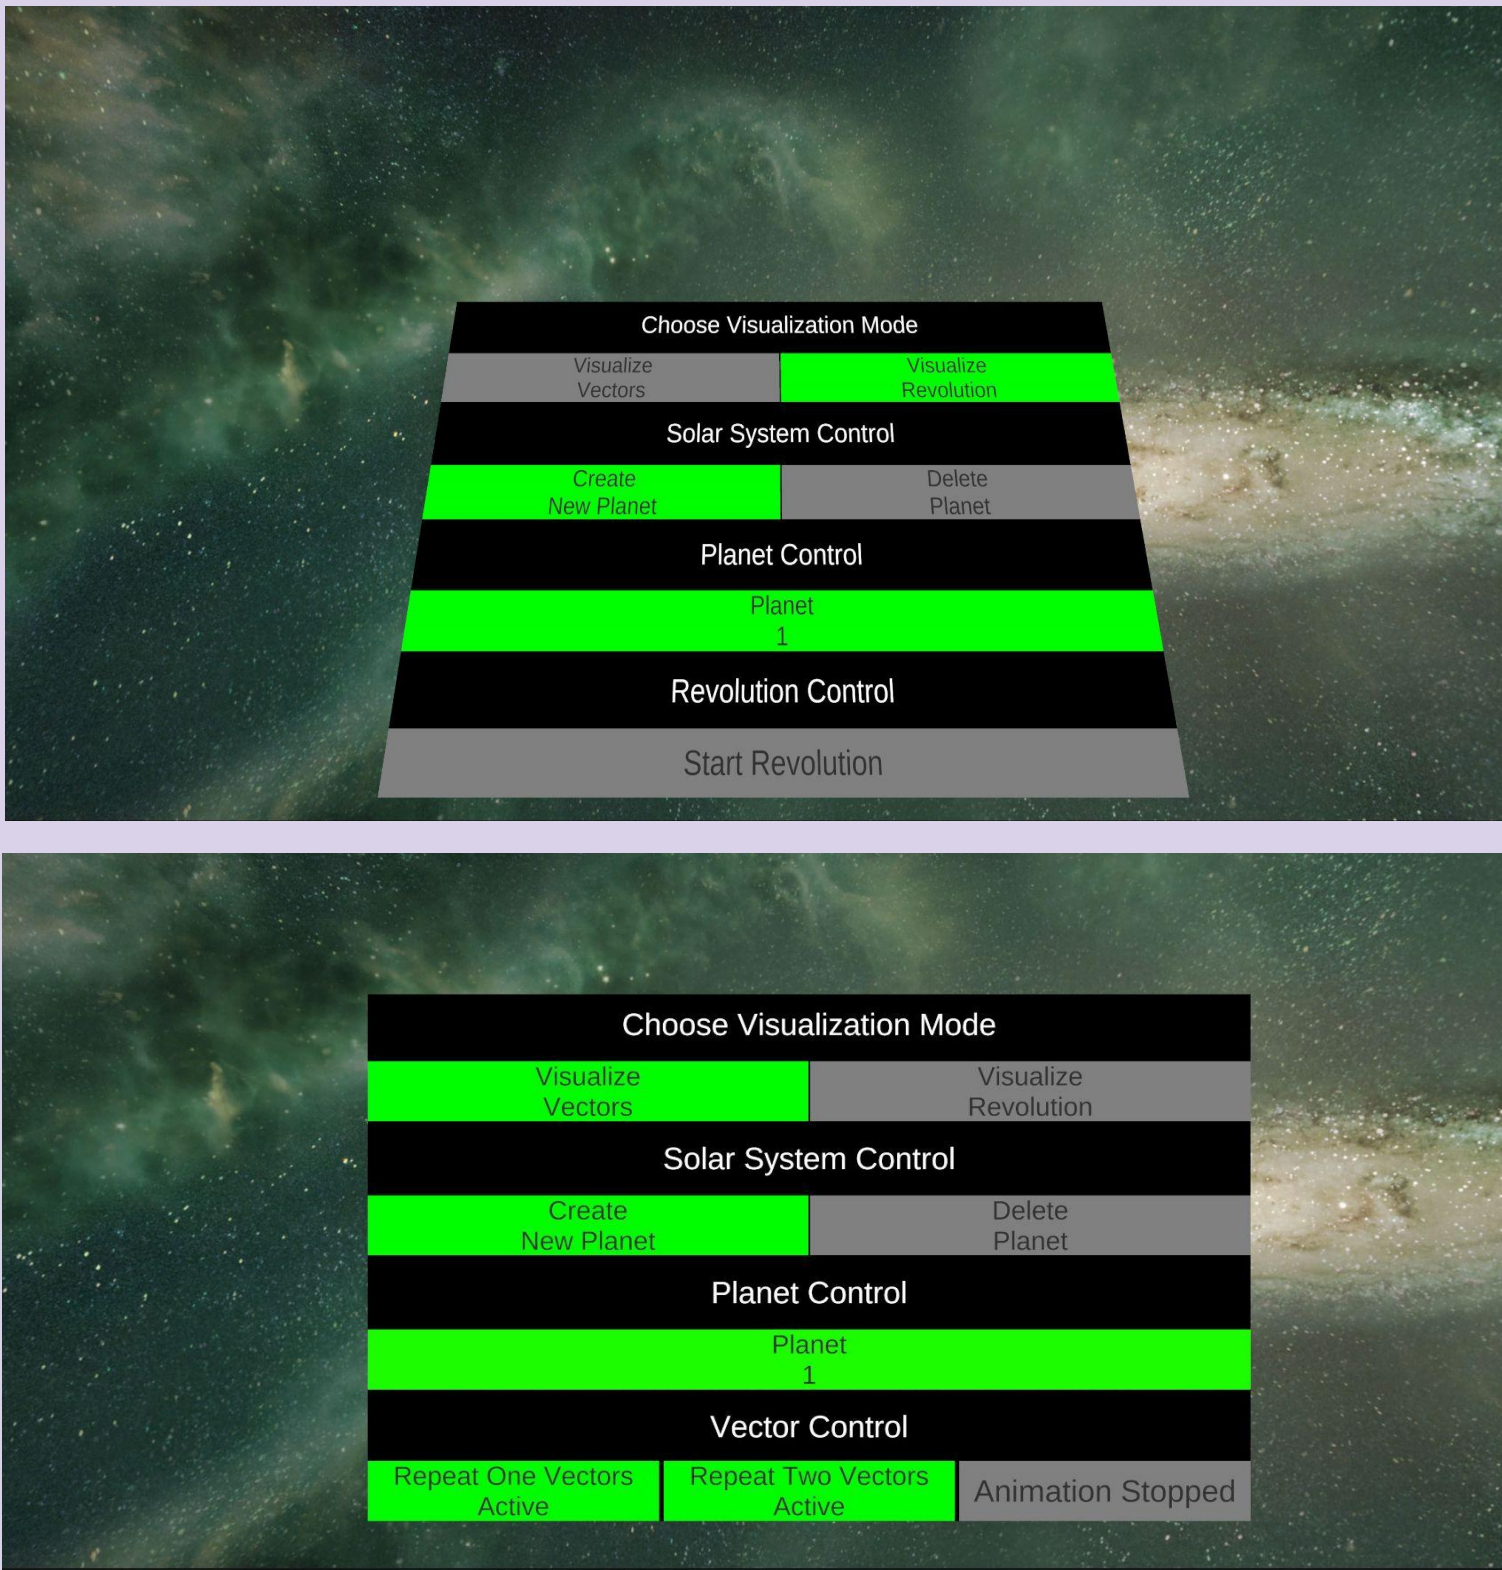 Choose Visualization Mode
Visualize
Vectors
Visualize
Revolution
Solar System Control
Create
New Planet
Delete
Planet
Planet Control
Planet
1
Revolution Control
Start Revolution
Choose Visualization Mode
Visualize
Vectors
Visualize
Revolution
Solar System Control
Create
New Planet
Delete
Planet
Planet Control
Planet
1
Vector Control
Repeat One Vectors
Active
Repeat Two Vectors
Active
Animation Stopped